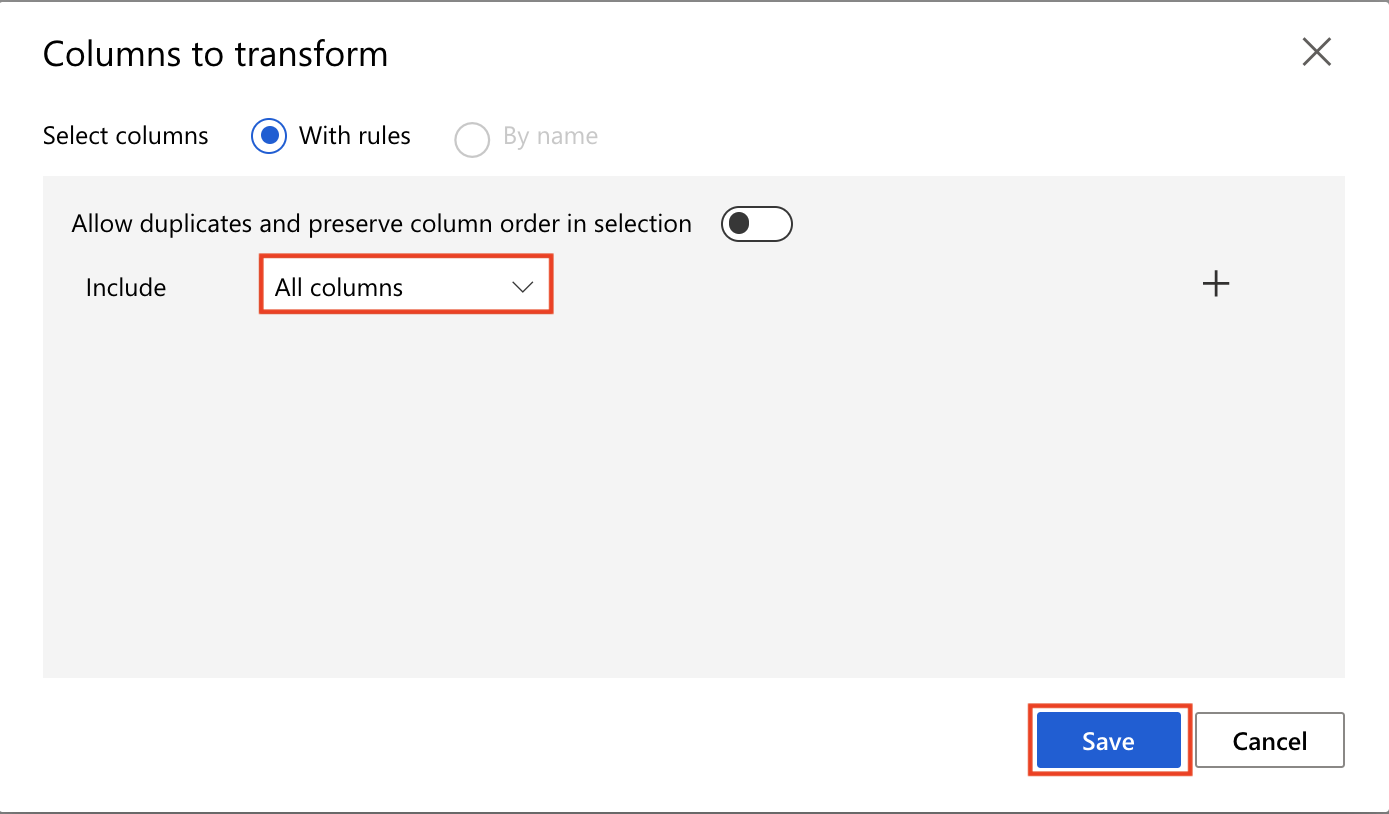 Columns to transform
Select columns With rules By name
Allow duplicates and preserve column order in selection
Include All columns
Save Cancel